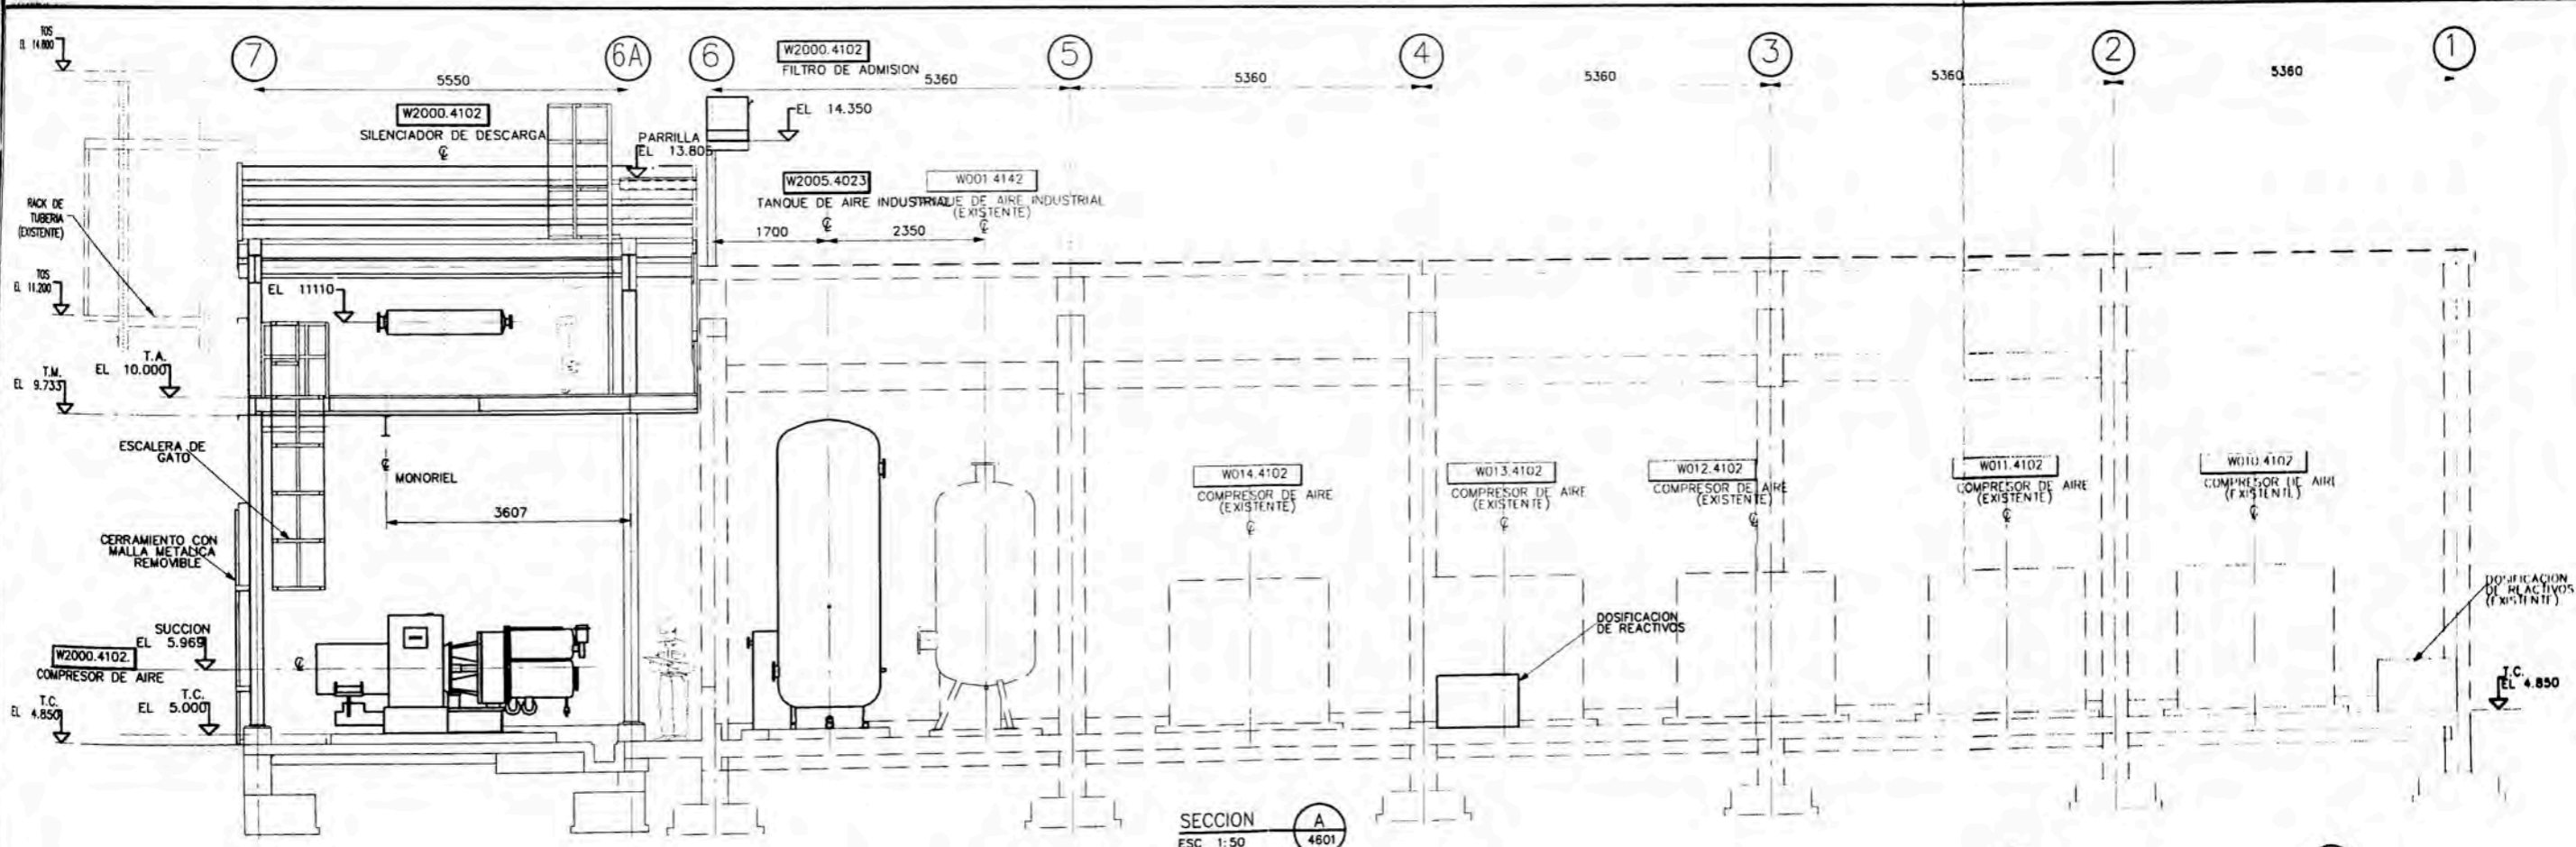 TOS
EL 14.800
7
6A
6
5
4
3
2
1
5550
5360
5360
5360
5360
5360
W2000.4102
FILTRO DE ADMISION
W2000.4102
SILENCIADOR DE DESCARGA
EL 14.350
PARRILLA
EL 13.805
W2005.4023
TANQUE DE AIRE INDUSTRIAL
W001.4142
TANQUE DE AIRE INDUSTRIAL
(EXISTENTE)
1700
2350
RACK DE
TUBERIA
(EXISTENTE)
TOS
EL 11.200
EL 11110
T.A.
EL 10.000
T.M.
EL 9.733
ESCALERA DE
GATO
MONORIEL
3607
CERRAMIENTO CON
MALLA METALICA
REMOVIBLE
W014.4102
COMPRESOR DE AIRE
(EXISTENTE)
W013.4102
COMPRESOR DE AIRE
(EXISTENTE)
W012.4102
COMPRESOR DE AIRE
(EXISTENTE)
W011.4102
COMPRESOR DE AIRE
(EXISTENTE)
W010.4102
COMPRESOR DE AIRE
(EXISTENTE)
SUCCION
EL 5.969
W2000.4102.
COMPRESOR DE AIRE
T.C.
EL 5.000
T.C.
EL 4.850
DOSIFICACION
DE REACTIVOS
DOSIFICACION
DE REACTIVOS
(EXISTENTE)
T.C.
EL 4.850
SECCION
ESC 1:50
A
4601